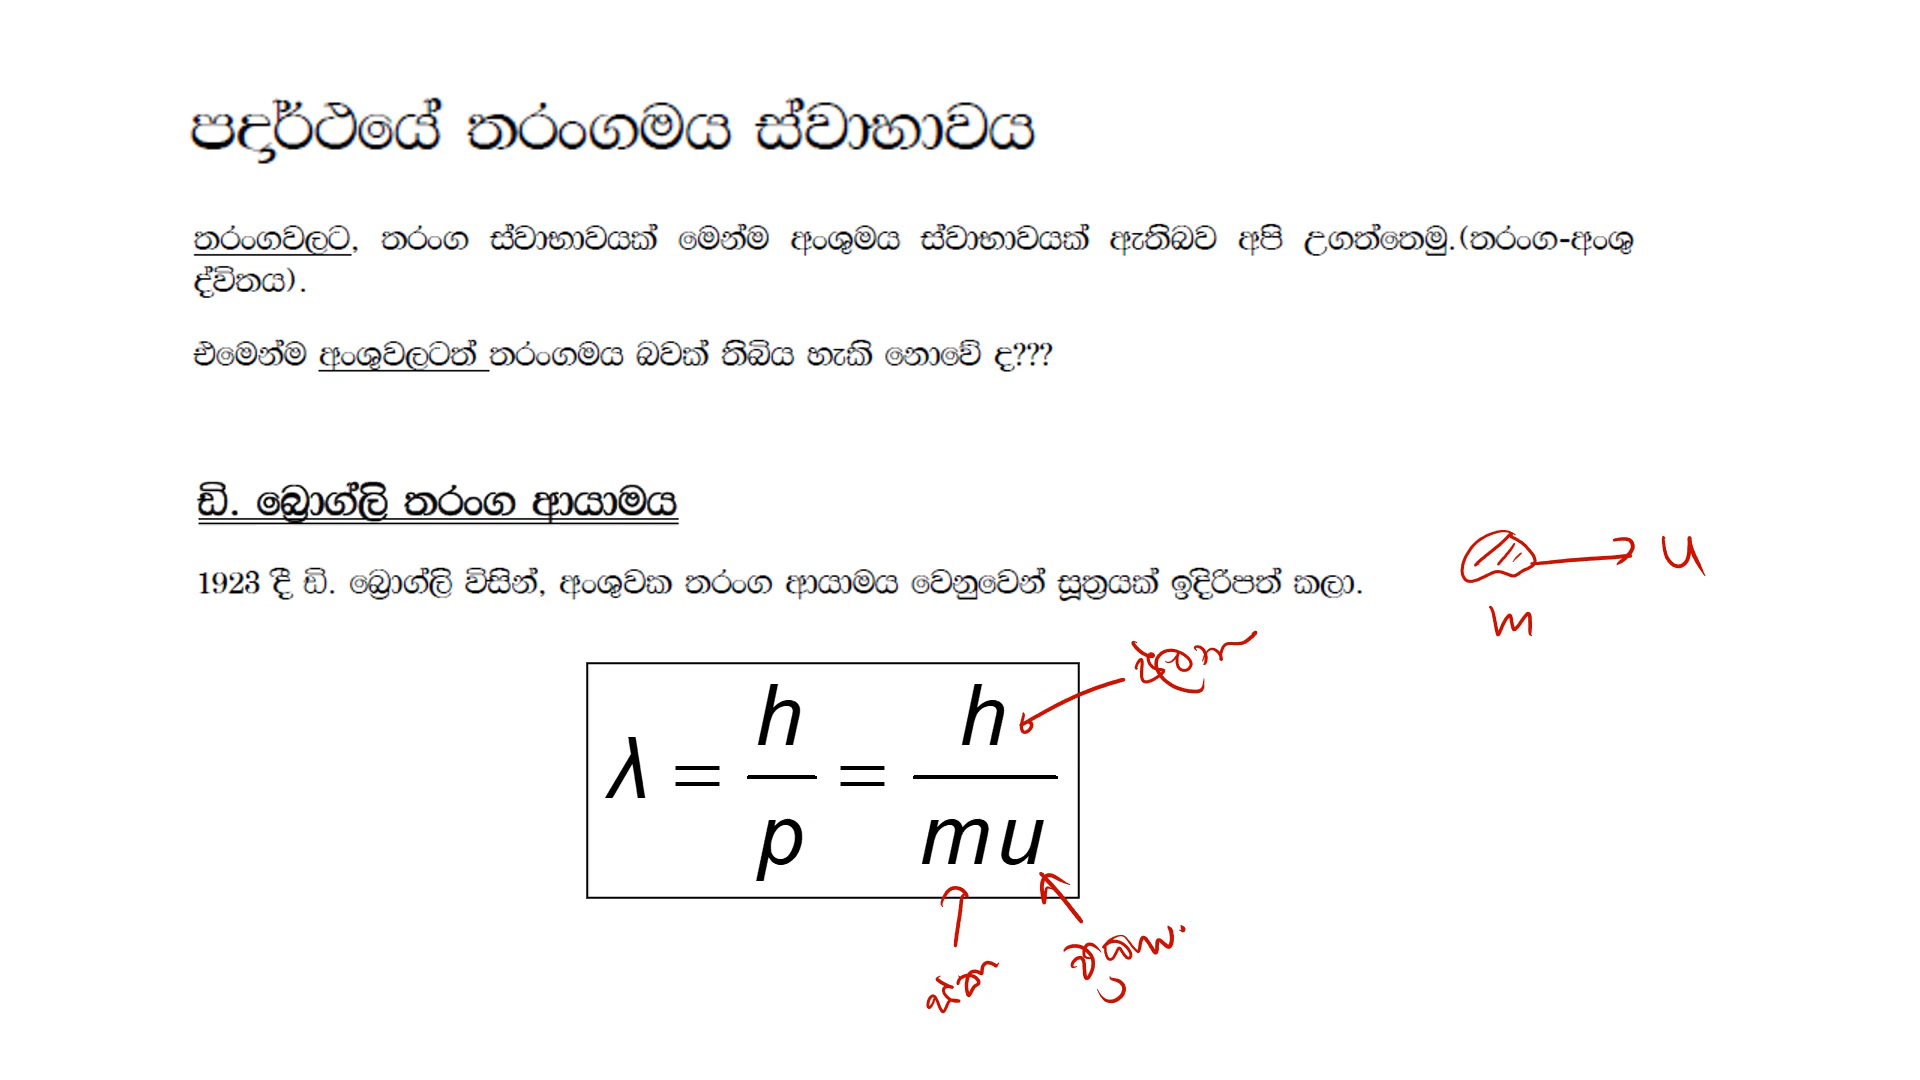 පදාර්ථයේ තරංගමය ස්වාභාවය
තරංගවලට, තරංග ස්වාභාවයක් මෙන්ම අංශුමය ස්වාභාවයක් ඇතිබව අපි උගත්තෙමු.(තරංග-අංශු
ද්විතය).
එමෙන්ම අංශුවලටත් තරංගමය බවක් තිබිය හැකි නොවේ ද???
ඩි. බ්‍රොග්ලි තරංග ආයාමය
1923 දී ඩි. බ්‍රොග්ලි විසින්, අංශුවක තරංග ආයාමය වෙනුවෙන් සූත්‍රයක් ඉදිරිපත් කලා.
u
m
λ = h/p = h/mu